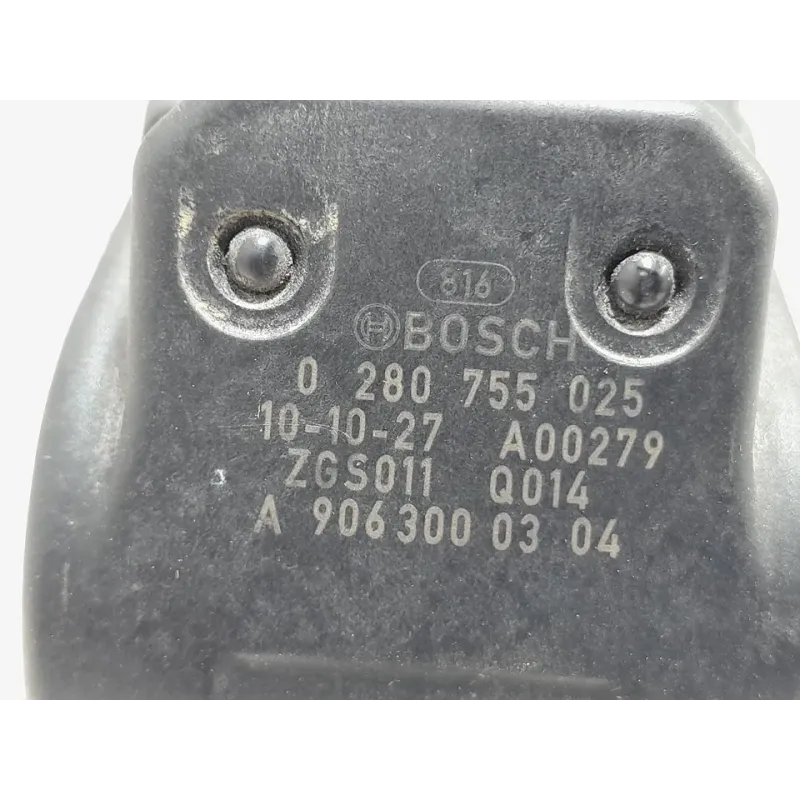 816
BOSCH
0 280 755 025
10-10-27 A00279
ZGS011 Q014
A 906 300 03 04